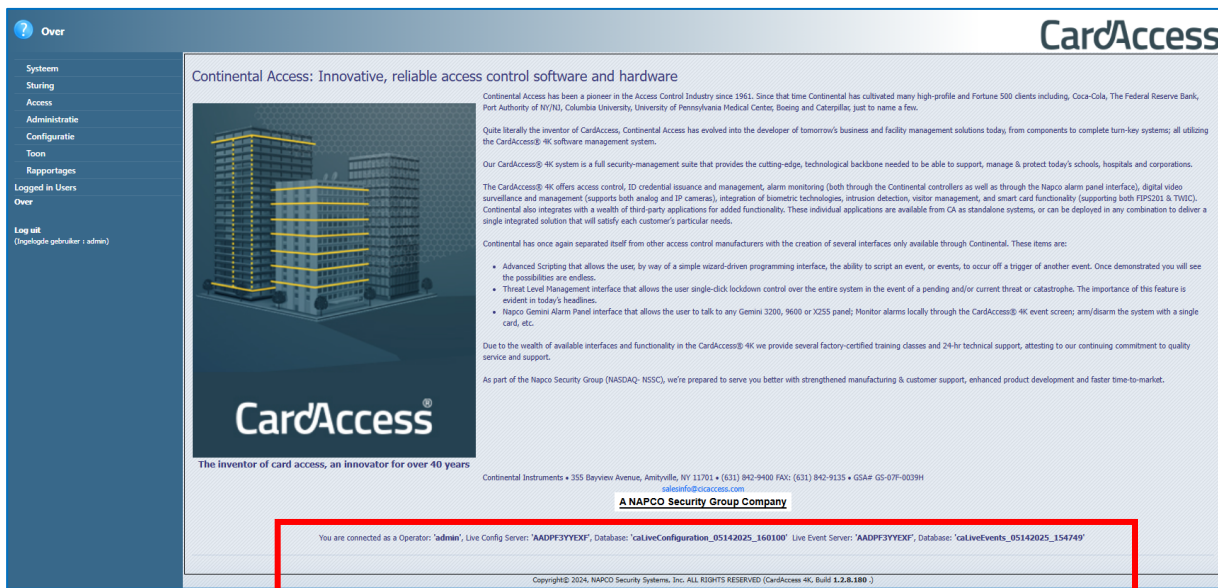 Over
CardAccess
Systeem
Sturing
Access
Administratie
Configuratie
Toon
Rapportages
Logged in Users
Over
Log uit
(Ingelogde gebruiker : admin)
Continental Access: Innovative, reliable access control software and hardware
Continental Access has been a pioneer in the Access Control Industry since 1961. Since that time Continental has cultivated many high-profile and Fortune 500 clients including, Coca-Cola, The Federal Reserve Bank,
Port Authority of NY/NJ, Columbia University, University of Pennsylvania Medical Center, Boeing and Caterpillar, just to name a few.
Quite literally the inventor of CardAccess, Continental Access has evolved into the developer of tomorrow's business and facility management solutions today, from components to complete turn-key systems; all utilizing
the CardAccess® 4K software management system.
Our CardAccess® 4K system is a full security-management suite that provides the cutting-edge, technological backbone needed to be able to support, manage & protect today's schools, hospitals and corporations.
The CardAccess® 4K offers access control, ID credential issuance and management, alarm monitoring (both through the Continental controllers as well as through the Napco alarm panel interface), digital video
surveillance and management (supports both analog and IP cameras), integration of biometric technologies, intrusion detection, visitor management, and smart card functionality (supporting both FIPS201 & TWIC).
Continental also integrates with a wealth of third-party applications for added functionality. These individual applications are available from CA as standalone systems, or can be deployed in any combination to deliver a
single integrated solution that will satisfy each customer's particular needs.
Continental has once again separated itself from other access control manufacturers with the creation of several interfaces only available through Continental. These items are:
• Advanced Scripting that allows the user, by way of a simple wizard-driven programming interface, the ability to script an event, or events, to occur off a trigger of another event. Once demonstrated you will see
the possibilities are endless.
• Threat Level Management interface that allows the user single-click lockdown control over the entire system in the event of a pending and/or current threat or catastrophe. The importance of this feature is
evident in today's headlines.
• Napco Gemini Alarm Panel interface that allows the user to talk to any Gemini 3200, 9600 or X255 panel; Monitor alarms locally through the CardAccess® 4K event screen; arm/disarm the system with a single
card, etc.
Due to the wealth of available interfaces and functionality in the CardAccess® 4K we provide several factory-certified training classes and 24-hr technical support, attesting to our continuing commitment to quality
service and support.
As part of the Napco Security Group (NASDAQ- NSSC), we're prepared to serve you better with strengthened manufacturing & customer support, enhanced product development and faster time-to-market.
CardAccess®
The inventor of card access, an innovator for over 40 years
Continental Instruments • 355 Bayview Avenue, Amityville, NY 11701 • (631) 842-9400 FAX: (631) 842-9135 • GSA# GS-07F-0039H
salesinfo@cicaccess.com
A NAPCO Security Group Company
You are connected as a Operator: 'admin', Live Config Server: 'AADPF3YYEXF', Database: 'caLiveConfiguration_05142025_160100' Live Event Server: 'AADPF3YYEXF', Database: 'caLiveEvents_05142025_154749'
Copyright© 2024, NAPCO Security Systems, Inc. ALL RIGHTS RESERVED (CardAccess 4K, Build 1.2.8.180 .)